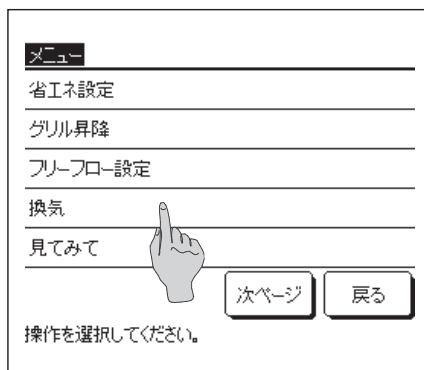 メニュー
省エネ設定
グリル昇降
フリーフロー設定
換気
見てみて
次ページ 戻る
操作を選択してください。